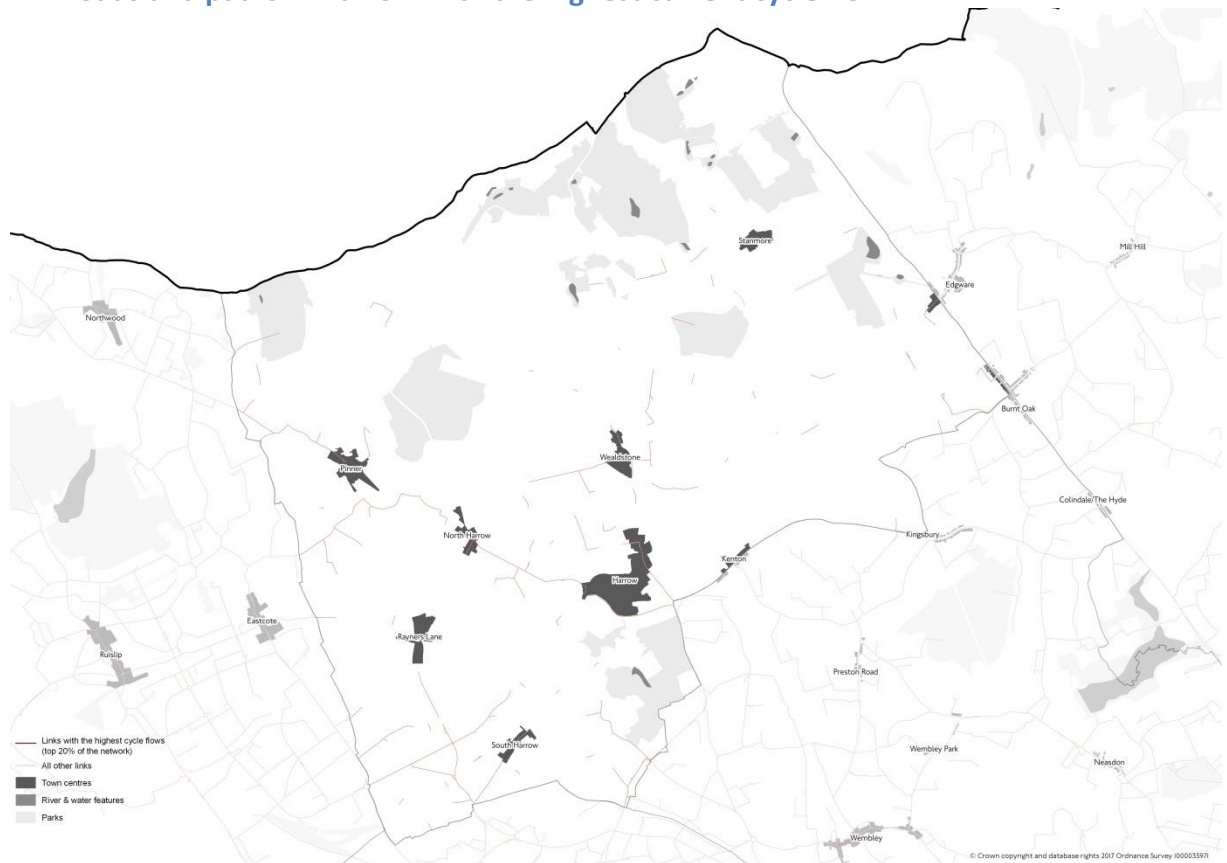 Northwood
Stanmore
Mill Hill
Edgware
Burnt Oak
Pinner
Wealdstone
Colindale/The Hyde
North Harrow
Kingsbury
Kenton
Harrow
Eastcote
Rayners Lane
Ruislip
Preston Road
South Harrow
Wembley Park
Neasdon
Wembley
Links with the highest cycle flows
(top 20% of the network)
All other links
Town centres
River & water features
Parks
© Crown copyright and database rights 2017 Ordnance Survey 100035971